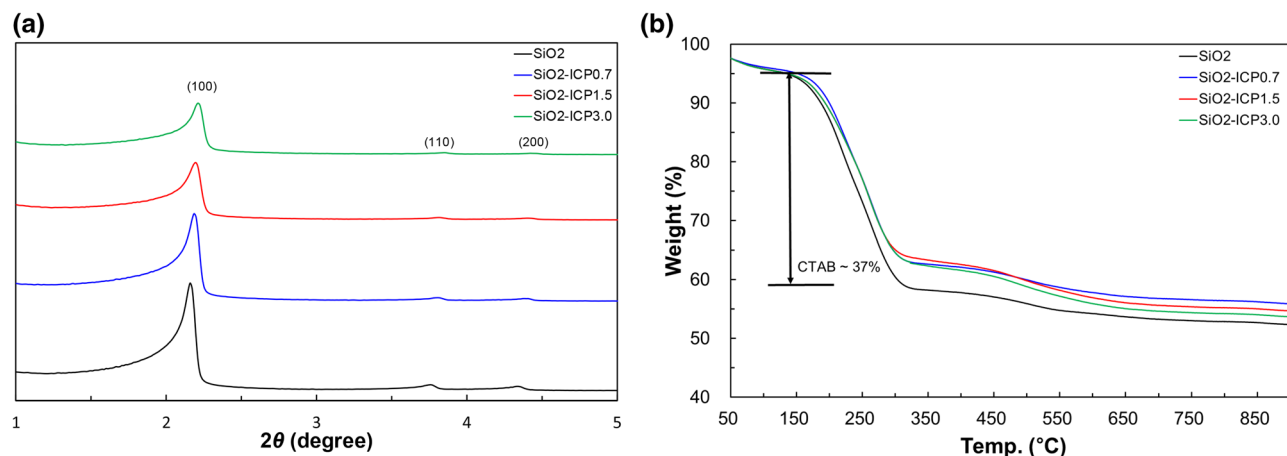 (a)
SiO2
SiO2-ICP0.7
SiO2-ICP1.5
SiO2-ICP3.0
(100)
(110)
(200)
1
2
3
4
5
2θ (degree)
(b)
100
90
80
70
60
50
40
Weight (%)
SiO2
SiO2-ICP0.7
SiO2-ICP1.5
SiO2-ICP3.0
CTAB ~ 37%
50
150
250
350
450
550
650
750
850
Temp. (°C)